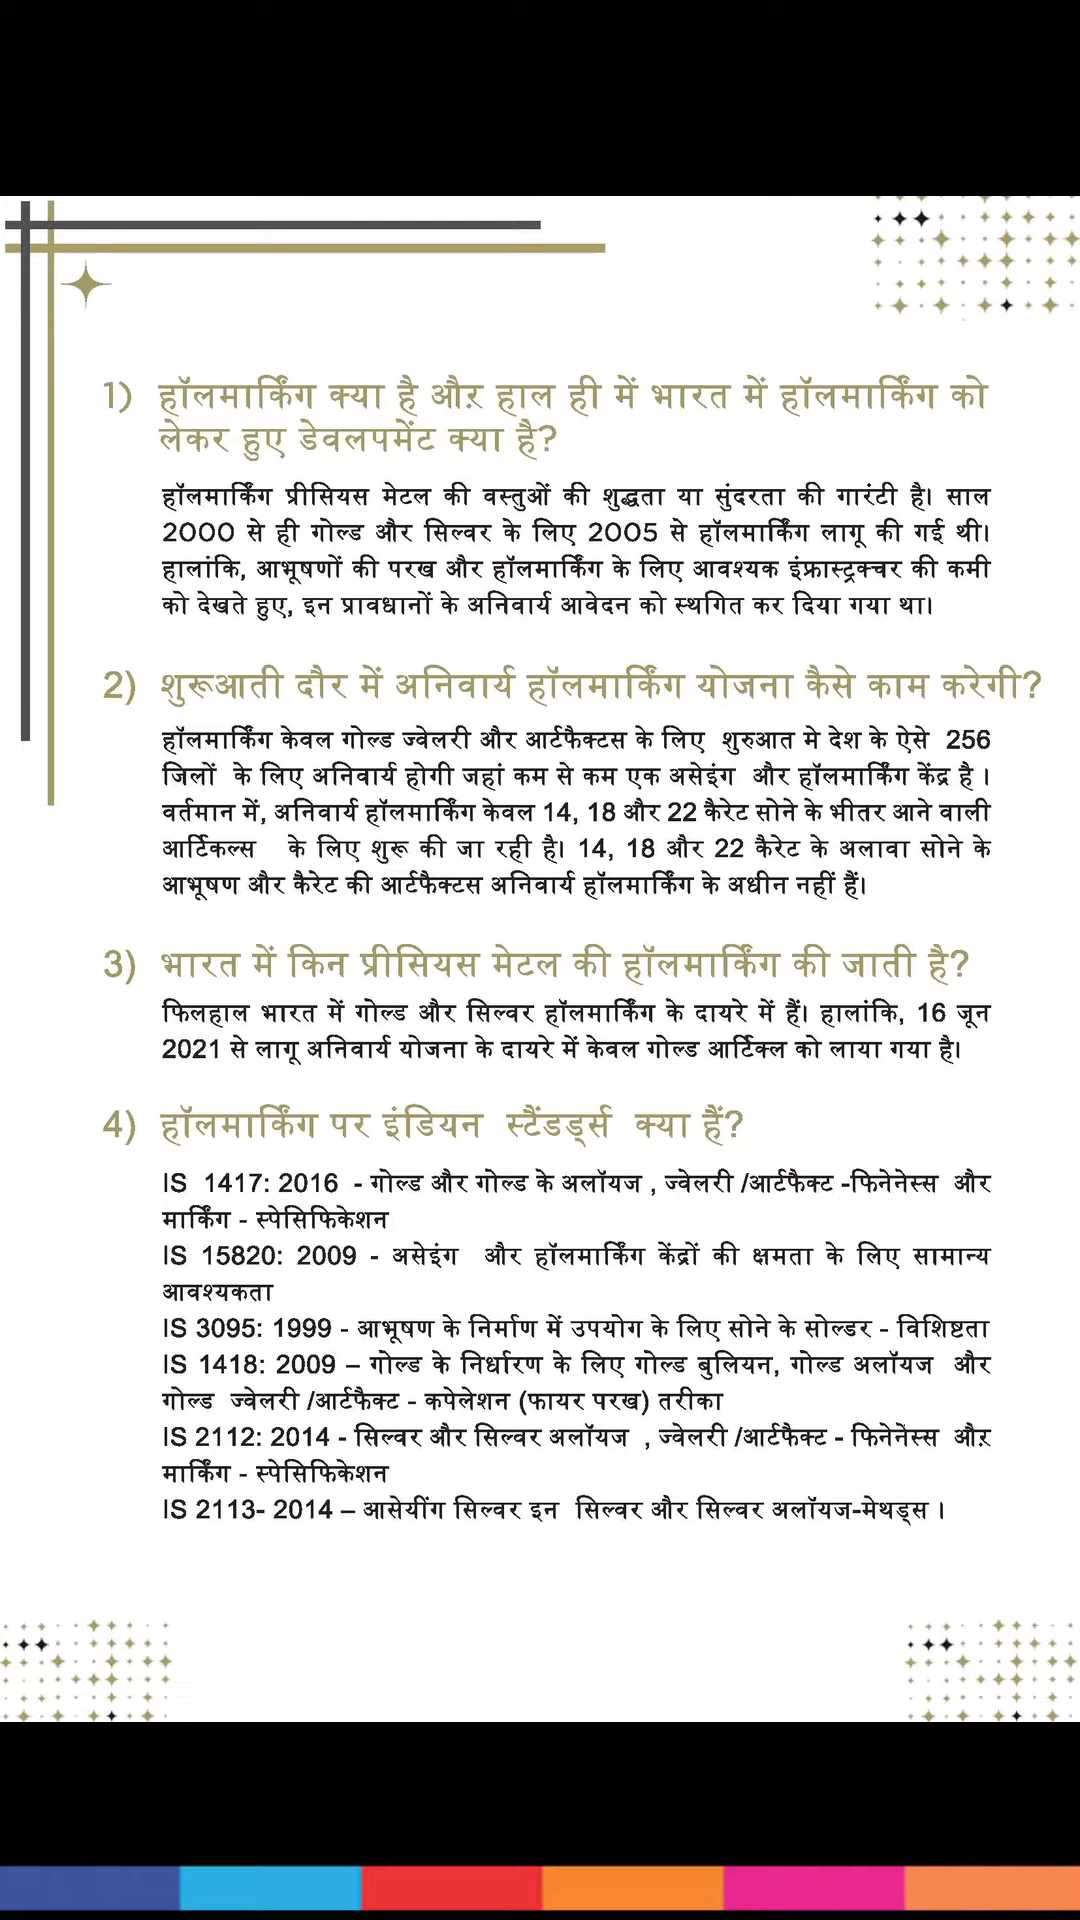 1) हॉलमार्किंग क्या है और हाल ही में भारत में हॉलमार्किंग को
लेकर हुए डेवलपमेंट क्या है?
हॉलमार्किंग प्रीसियस मेटल की वस्तुओं की शुद्धता या सुंदरता की गारंटी है। साल
2000 से ही गोल्ड और सिल्वर के लिए 2005 से हॉलमार्किंग लागू की गई थी।
हालांकि, आभूषणों की परख और हॉलमार्किंग के लिए आवश्यक इंफ्रास्ट्रक्चर की कमी
को देखते हुए, इन प्रावधानों के अनिवार्य आवेदन को स्थगित कर दिया गया था।
2) शुरूआती दौर में अनिवार्य हॉलमार्किंग योजना कैसे काम करेगी?
हॉलमार्किंग केवल गोल्ड ज्वेलरी और आर्टफैक्टस के लिए शुरुआत मे देश के ऐसे 256
जिलों के लिए अनिवार्य होगी जहां कम से कम एक असेइंग और हॉलमार्किंग केंद्र है ।
वर्तमान में, अनिवार्य हॉलमार्किंग केवल 14, 18 और 22 कैरेट सोने के भीतर आने वाली
आर्टिकल्स के लिए शुरू की जा रही है। 14, 18 और 22 कैरेट के अलावा सोने के
आभूषण और कैरेट की आर्टफैक्टस अनिवार्य हॉलमार्किंग के अधीन नहीं हैं।
3) भारत में किन प्रीसियस मेटल की हॉलमार्किंग की जाती है?
फिलहाल भारत में गोल्ड और सिल्वर हॉलमार्किंग के दायरे में हैं। हालांकि, 16 जून
2021 से लागू अनिवार्य योजना के दायरे में केवल गोल्ड आर्टिक्ल को लाया गया है।
4) हॉलमार्किंग पर इंडियन स्टैंडर्ड्स क्या हैं?
IS 1417: 2016 - गोल्ड और गोल्ड के अलॉयज , ज्वेलरी /आर्टफैक्ट -फिनेनेस्स और
मार्किंग - स्पेसिफिकेशन
IS 15820: 2009 - असेइंग और हॉलमार्किंग केंद्रों की क्षमता के लिए सामान्य
आवश्यकता
IS 3095: 1999 - आभूषण के निर्माण में उपयोग के लिए सोने के सोल्डर - विशिष्टता
IS 1418: 2009 – गोल्ड के निर्धारण के लिए गोल्ड बुलियन, गोल्ड अलॉयज और
गोल्ड ज्वेलरी /आर्टफैक्ट - कपेलेशन (फायर परख) तरीका
IS 2112: 2014 - सिल्वर और सिल्वर अलॉयज , ज्वेलरी /आर्टफैक्ट - फिनेनेंस्स और
मार्किंग - स्पेसिफिकेशन
IS 2113- 2014 – आसेयींग सिल्वर इन सिल्वर और सिल्वर अलॉयज-मेथड्स ।